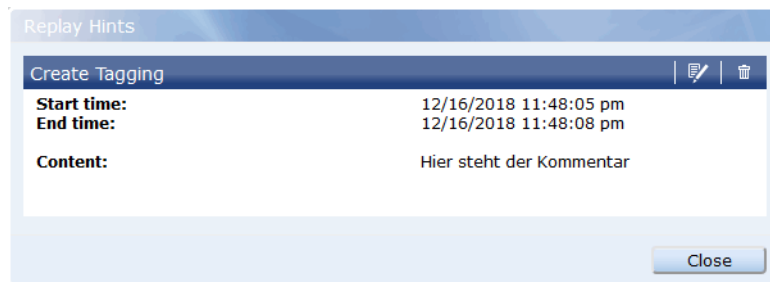 Replay Hints
Create Tagging
Start time: 12/16/2018 11:48:05 pm
End time: 12/16/2018 11:48:08 pm
Content: Hier steht der Kommentar
Close